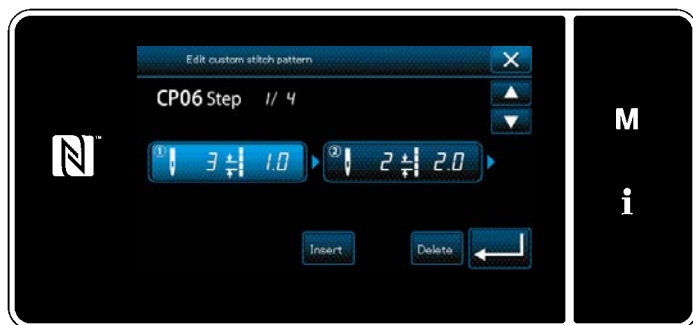 Edit custom stitch pattern
CP06 Step 1/ 4
① 3 1.0 ② 2 2.0
Insert Delete
N
M
i